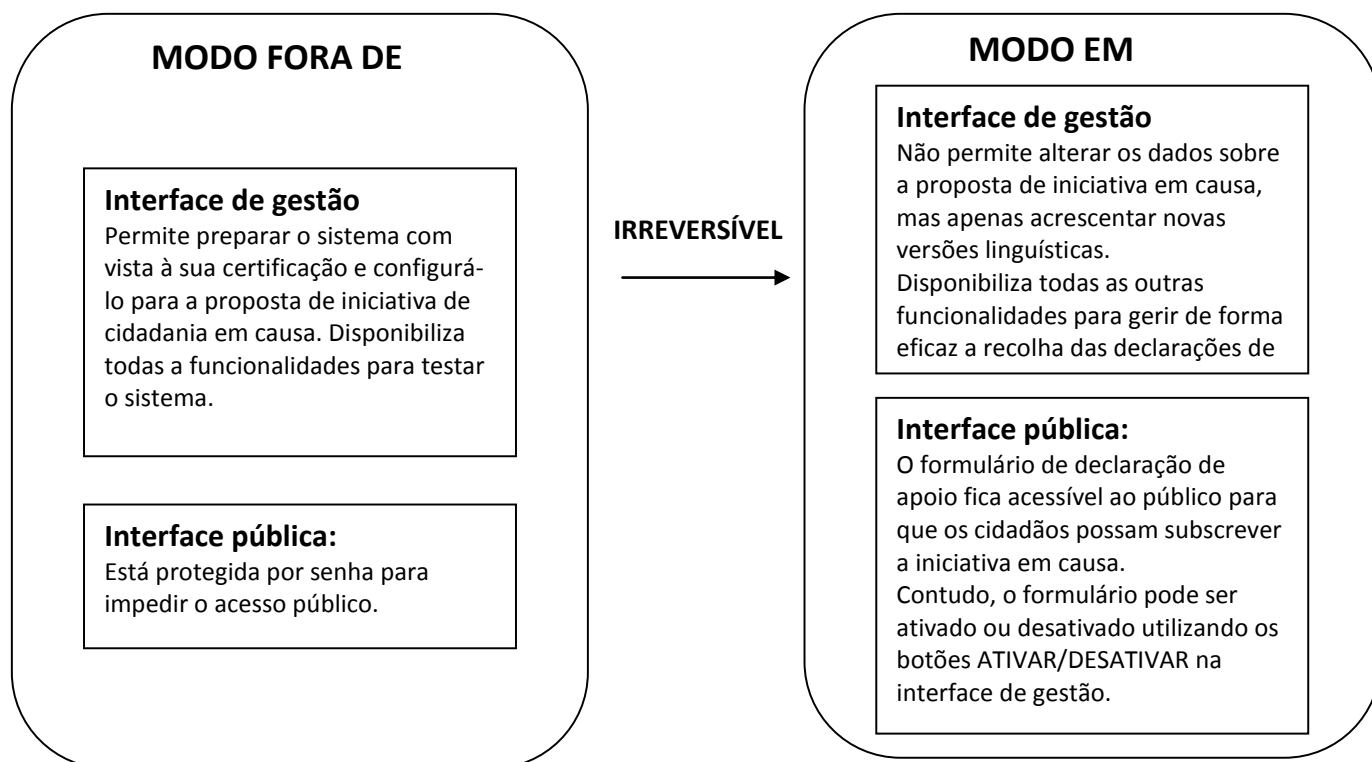 MODO FORA DE
Interface de gestão
Permite preparar o sistema com
vista à sua certificação e configurá-
lo para a proposta de iniciativa de
cidadania em causa. Disponibiliza
todas a funcionalidades para testar
o sistema.
Interface pública:
Está protegida por senha para
impedir o acesso público.
IRREVERSÍVEL
MODO EM
Interface de gestão
Não permite alterar os dados sobre
a proposta de iniciativa em causa,
mas apenas acrescentar novas
versões linguísticas.
Disponibiliza todas as outras
funcionalidades para gerir de forma
eficaz a recolha das declarações de
Interface pública:
O formulário de declaração de
apoio fica acessível ao público para
que os cidadãos possam subscrever
a iniciativa em causa.
Contudo, o formulário pode ser
ativado ou desativado utilizando os
botões ATIVAR/DESATIVAR na
interface de gestão.